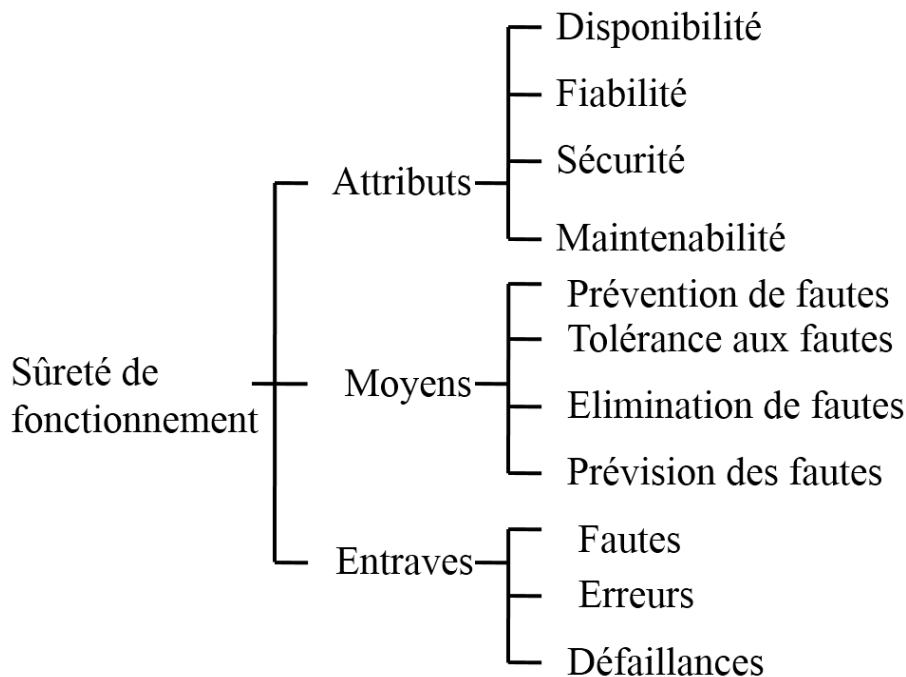 Disponibilité
Fiabilité
Sécurité
Attributs
Maintenabilité
Prévention de fautes
Tolérance aux fautes
Sûreté de
fonctionnement
Moyens
Elimination de fautes
Prévision des fautes
Entraves
Fautes
Erreurs
Défaillances